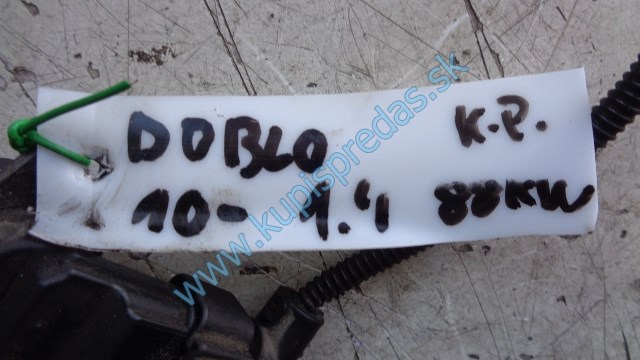 DOBLO K.P.
10- 1.4 88KW
www.kupispredas.sk